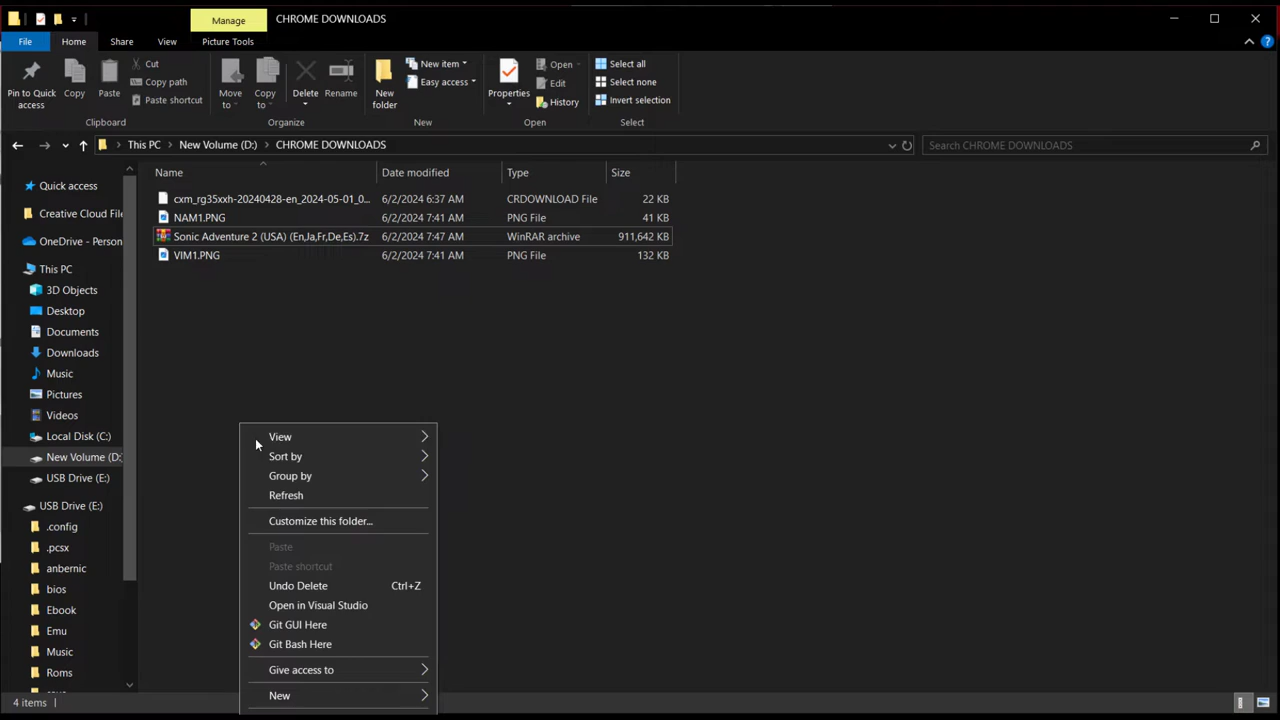 Manage
CHROME DOWNLOADS
File
Home
Share
View
Picture Tools
Pin to Quick access
Copy
Paste
Cut
Copy path
Paste shortcut
Clipboard
Move to
Copy to
Delete
Rename
Organize
New folder
New item
Easy access
New
Properties
Open
Edit
History
Open
Select all
Select none
Invert selection
Select
This PC
New Volume (D:)
CHROME DOWNLOADS
Search CHROME DOWNLOADS
Name
Date modified
Type
Size
cxm_rg35xxh-20240428-en_2024-05-01_0... 6/2/2024 6:37 AM CRDOWNLOAD File 22 KB
NAM1.PNG 6/2/2024 7:41 AM PNG File 41 KB
Sonic Adventure 2 (USA) (En,Ja,Fr,De,Es).7z 6/2/2024 7:47 AM WinRAR archive 911,642 KB
VIM1.PNG 6/2/2024 7:41 AM PNG File 132 KB
Quick access
Creative Cloud File
OneDrive - Person
This PC
3D Objects
Desktop
Documents
Downloads
Music
Pictures
Videos
Local Disk (C:)
New Volume (D:
USB Drive (E:)
USB Drive (E:)
.config
.pcsx
anbernic
bios
Ebook
Emu
Music
Roms
View
Sort by
Group by
Refresh
Customize this folder...
Paste
Paste shortcut
Undo Delete Ctrl+Z
Open in Visual Studio
Git GUI Here
Git Bash Here
Give access to
New
4 items